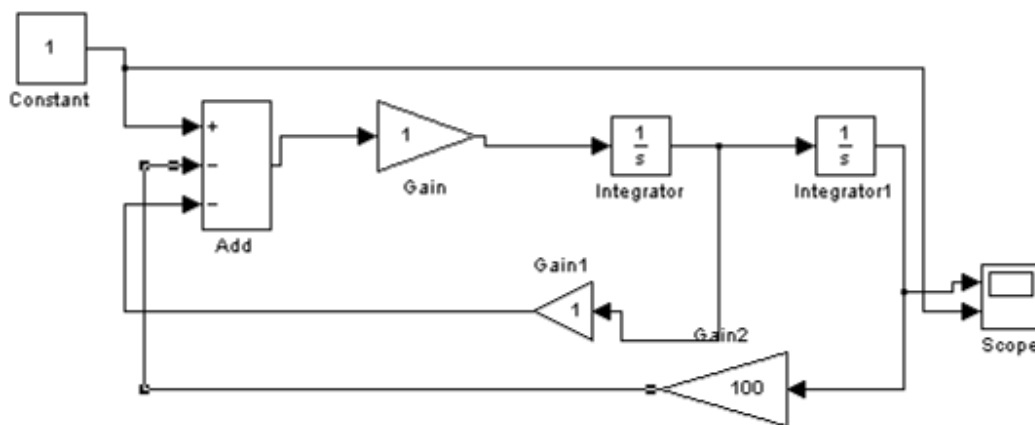 1
Constant
+
−
−
Add
1
Gain
1
s
Integrator
1
s
Integrator1
Gain1
1
Gain2
100
Scope